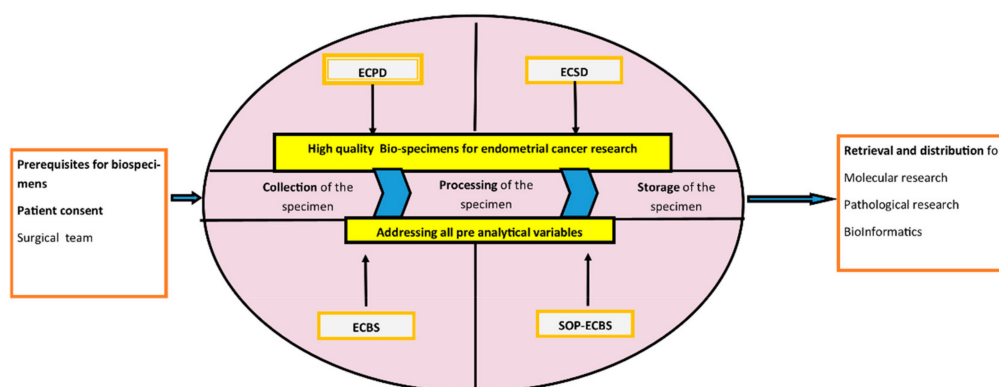 ECPD
ECSD
High quality Bio-specimens for endometrial cancer research
Prerequisites for biospeci-
mens
Patient consent
Surgical team
Collection of the
specimen
Processing of the
specimen
Storage of the
specimen
Retrieval and distribution fo
Molecular research
Pathological research
BioInformatics
Addressing all pre analytical variables
ECBS
SOP-ECBS